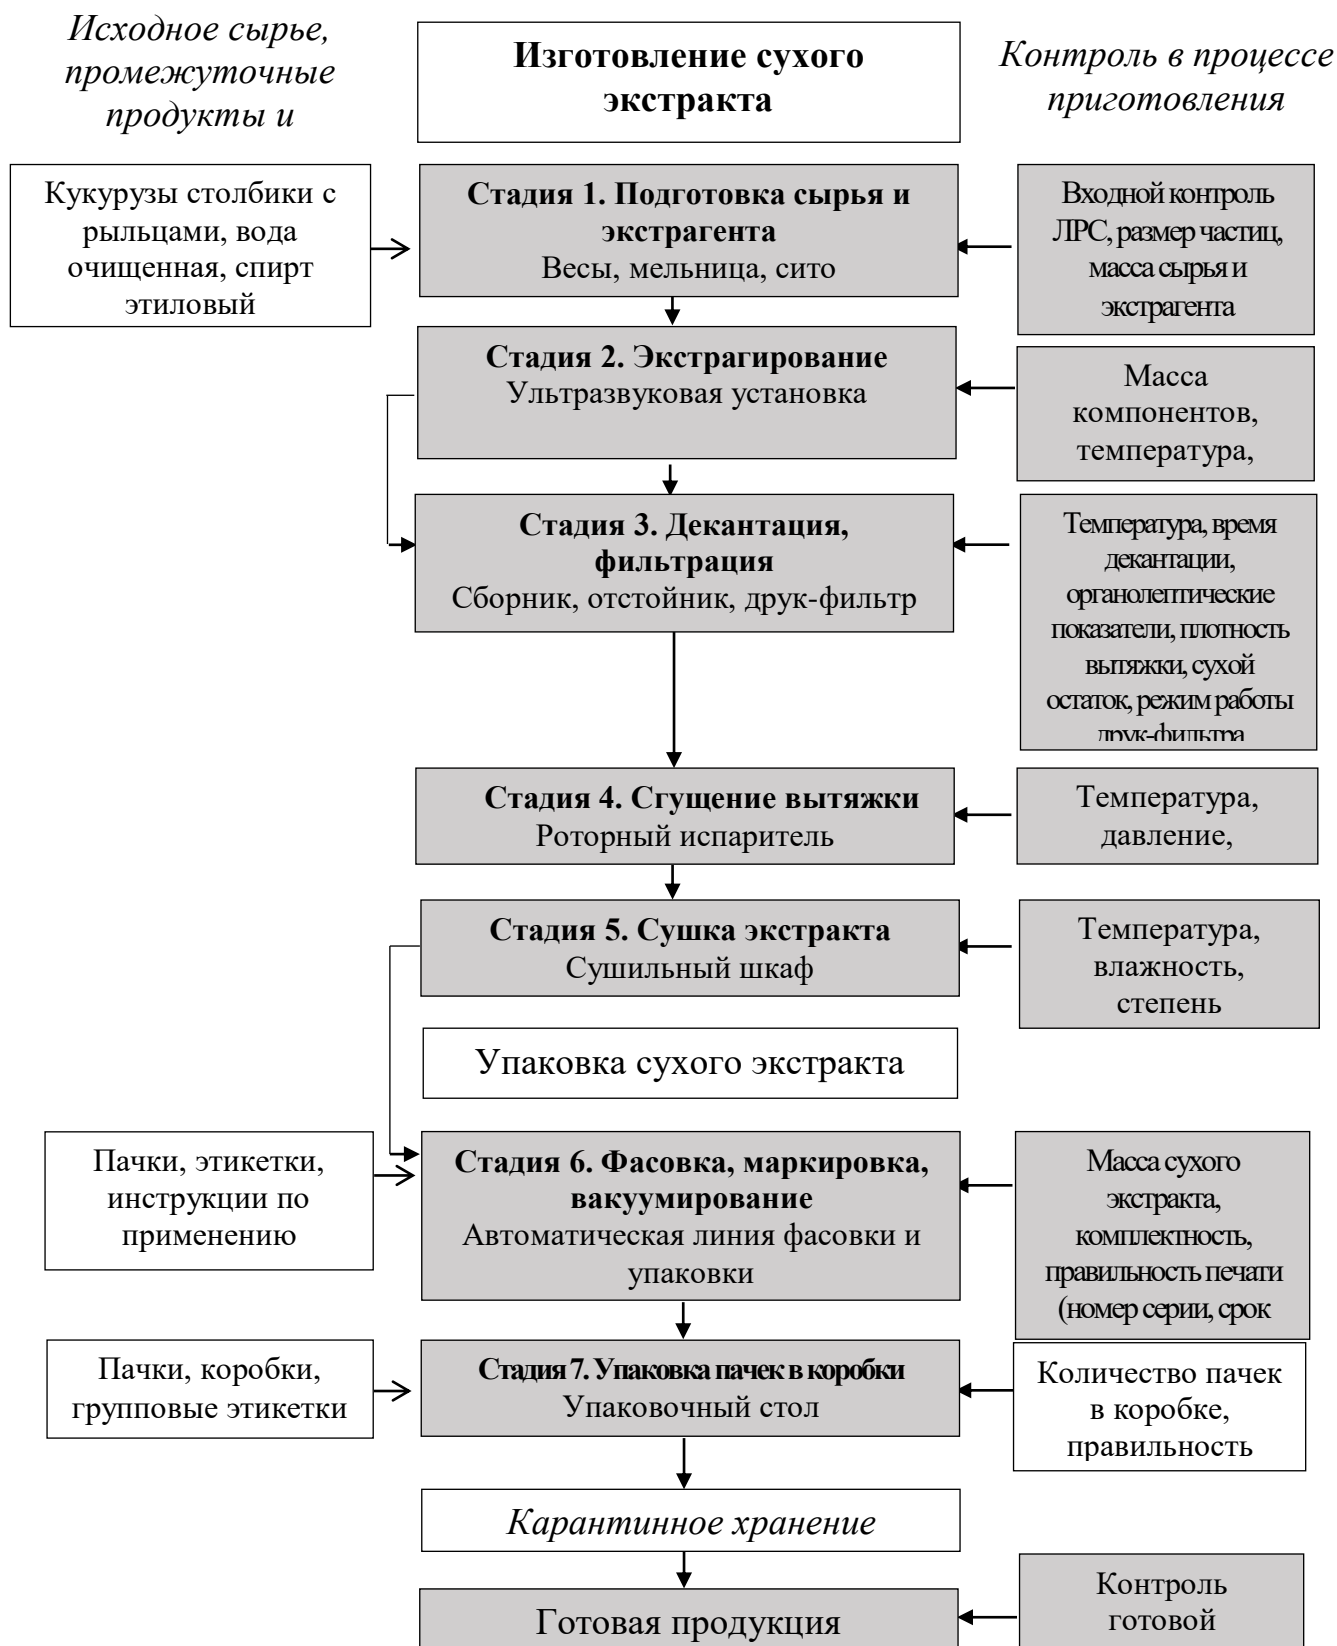 Исходное сырье,
промежуточные
продукты и
Изготовление сухого
экстракта
Контроль в процессе
приготовления
Кукурузы столбики с
рыльцами, вода
очищенная, спирт
этиловый
Стадия 1. Подготовка сырья и
экстрагента
Весы, мельница, сито
Входной контроль
ЛРС, размер частиц,
масса сырья и
экстрагента
Стадия 2. Экстрагирование
Ультразвуковая установка
Масса
компонентов,
температура,
Стадия 3. Декантация,
фильтрация
Сборник, отстойник, друк-фильтр
Температура, время
декантации,
органолептические
показатели, плотность
вытяжки, сухой
остаток, режим работы
друк-фильтра
Стадия 4. Сгущение вытяжки
Роторный испаритель
Температура,
давление,
Стадия 5. Сушка экстракта
Сушильный шкаф
Температура,
влажность,
степень
Упаковка сухого экстракта
Пачки, этикетки,
инструкции по
применению
Стадия 6. Фасовка, маркировка,
вакуумирование
Автоматическая линия фасовки и
упаковки
Масса сухого
экстракта,
комплектность,
правильность печати
(номер серии, срок
Пачки, коробки,
групповые этикетки
Стадия 7. Упаковка пачек в коробки
Упаковочный стол
Количество пачек
в коробке,
правильность
Карантинное хранение
Готовая продукция
Контроль
готовой